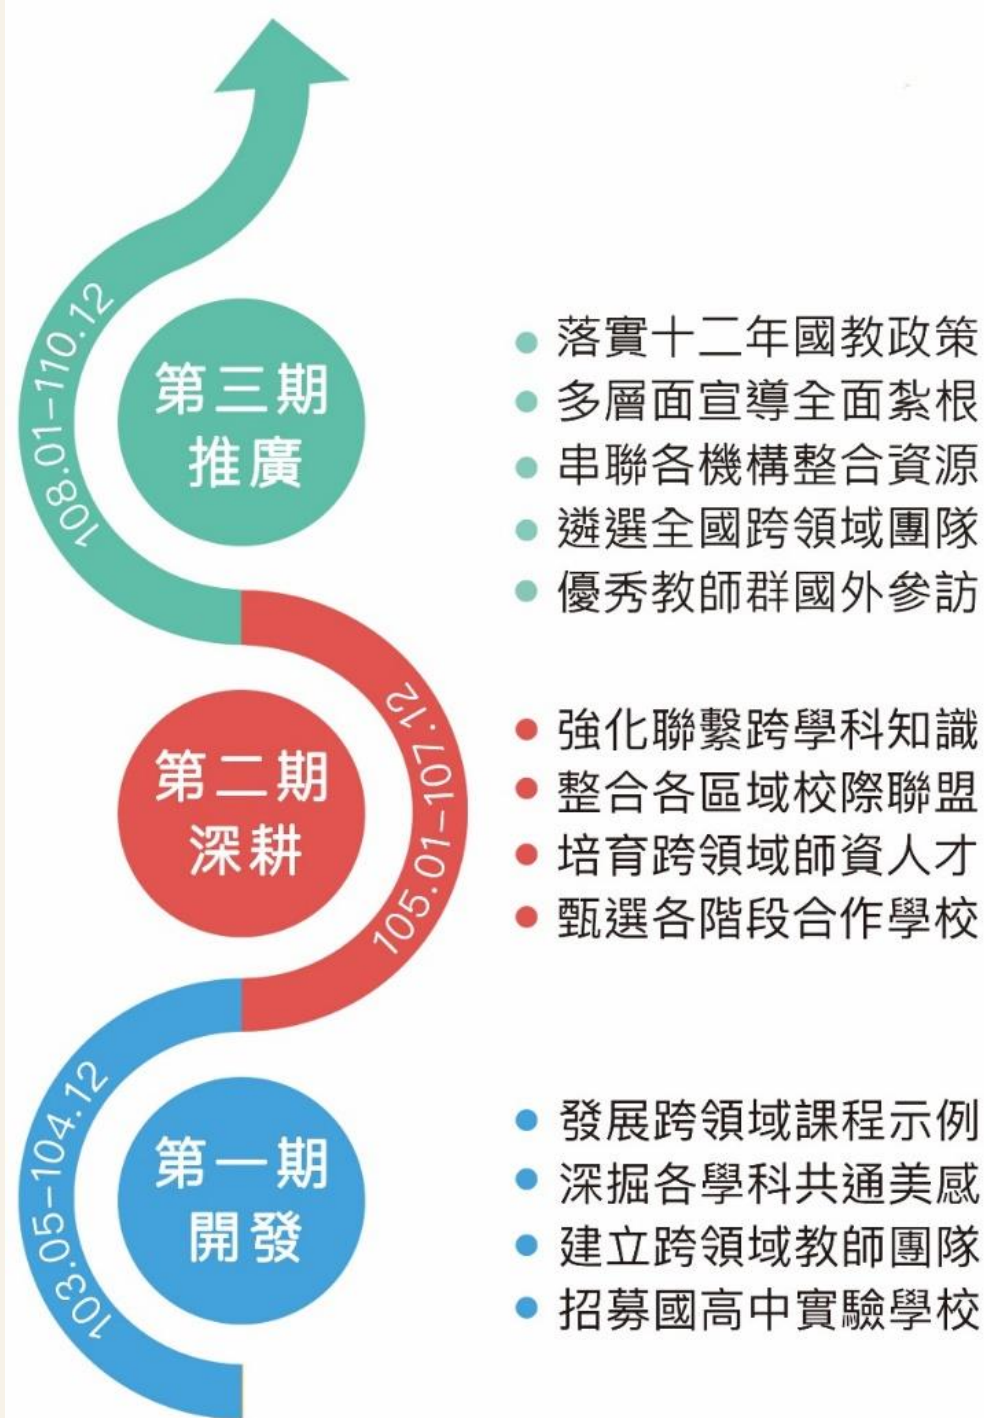 108.01-110.12
第三期
推廣
落實十二年國教政策
多層面宣導全面紮根
串聯各機構整合資源
遴選全國跨領域團隊
優秀教師群國外參訪
105.01-107.12
第二期
深耕
強化聯繫跨學科知識
整合各區域校際聯盟
培育跨領域師資人才
甄選各階段合作學校
103.05-104.12
第一期
開發
發展跨領域課程示例
深掘各學科共通美感
建立跨領域教師團隊
招募國高中實驗學校